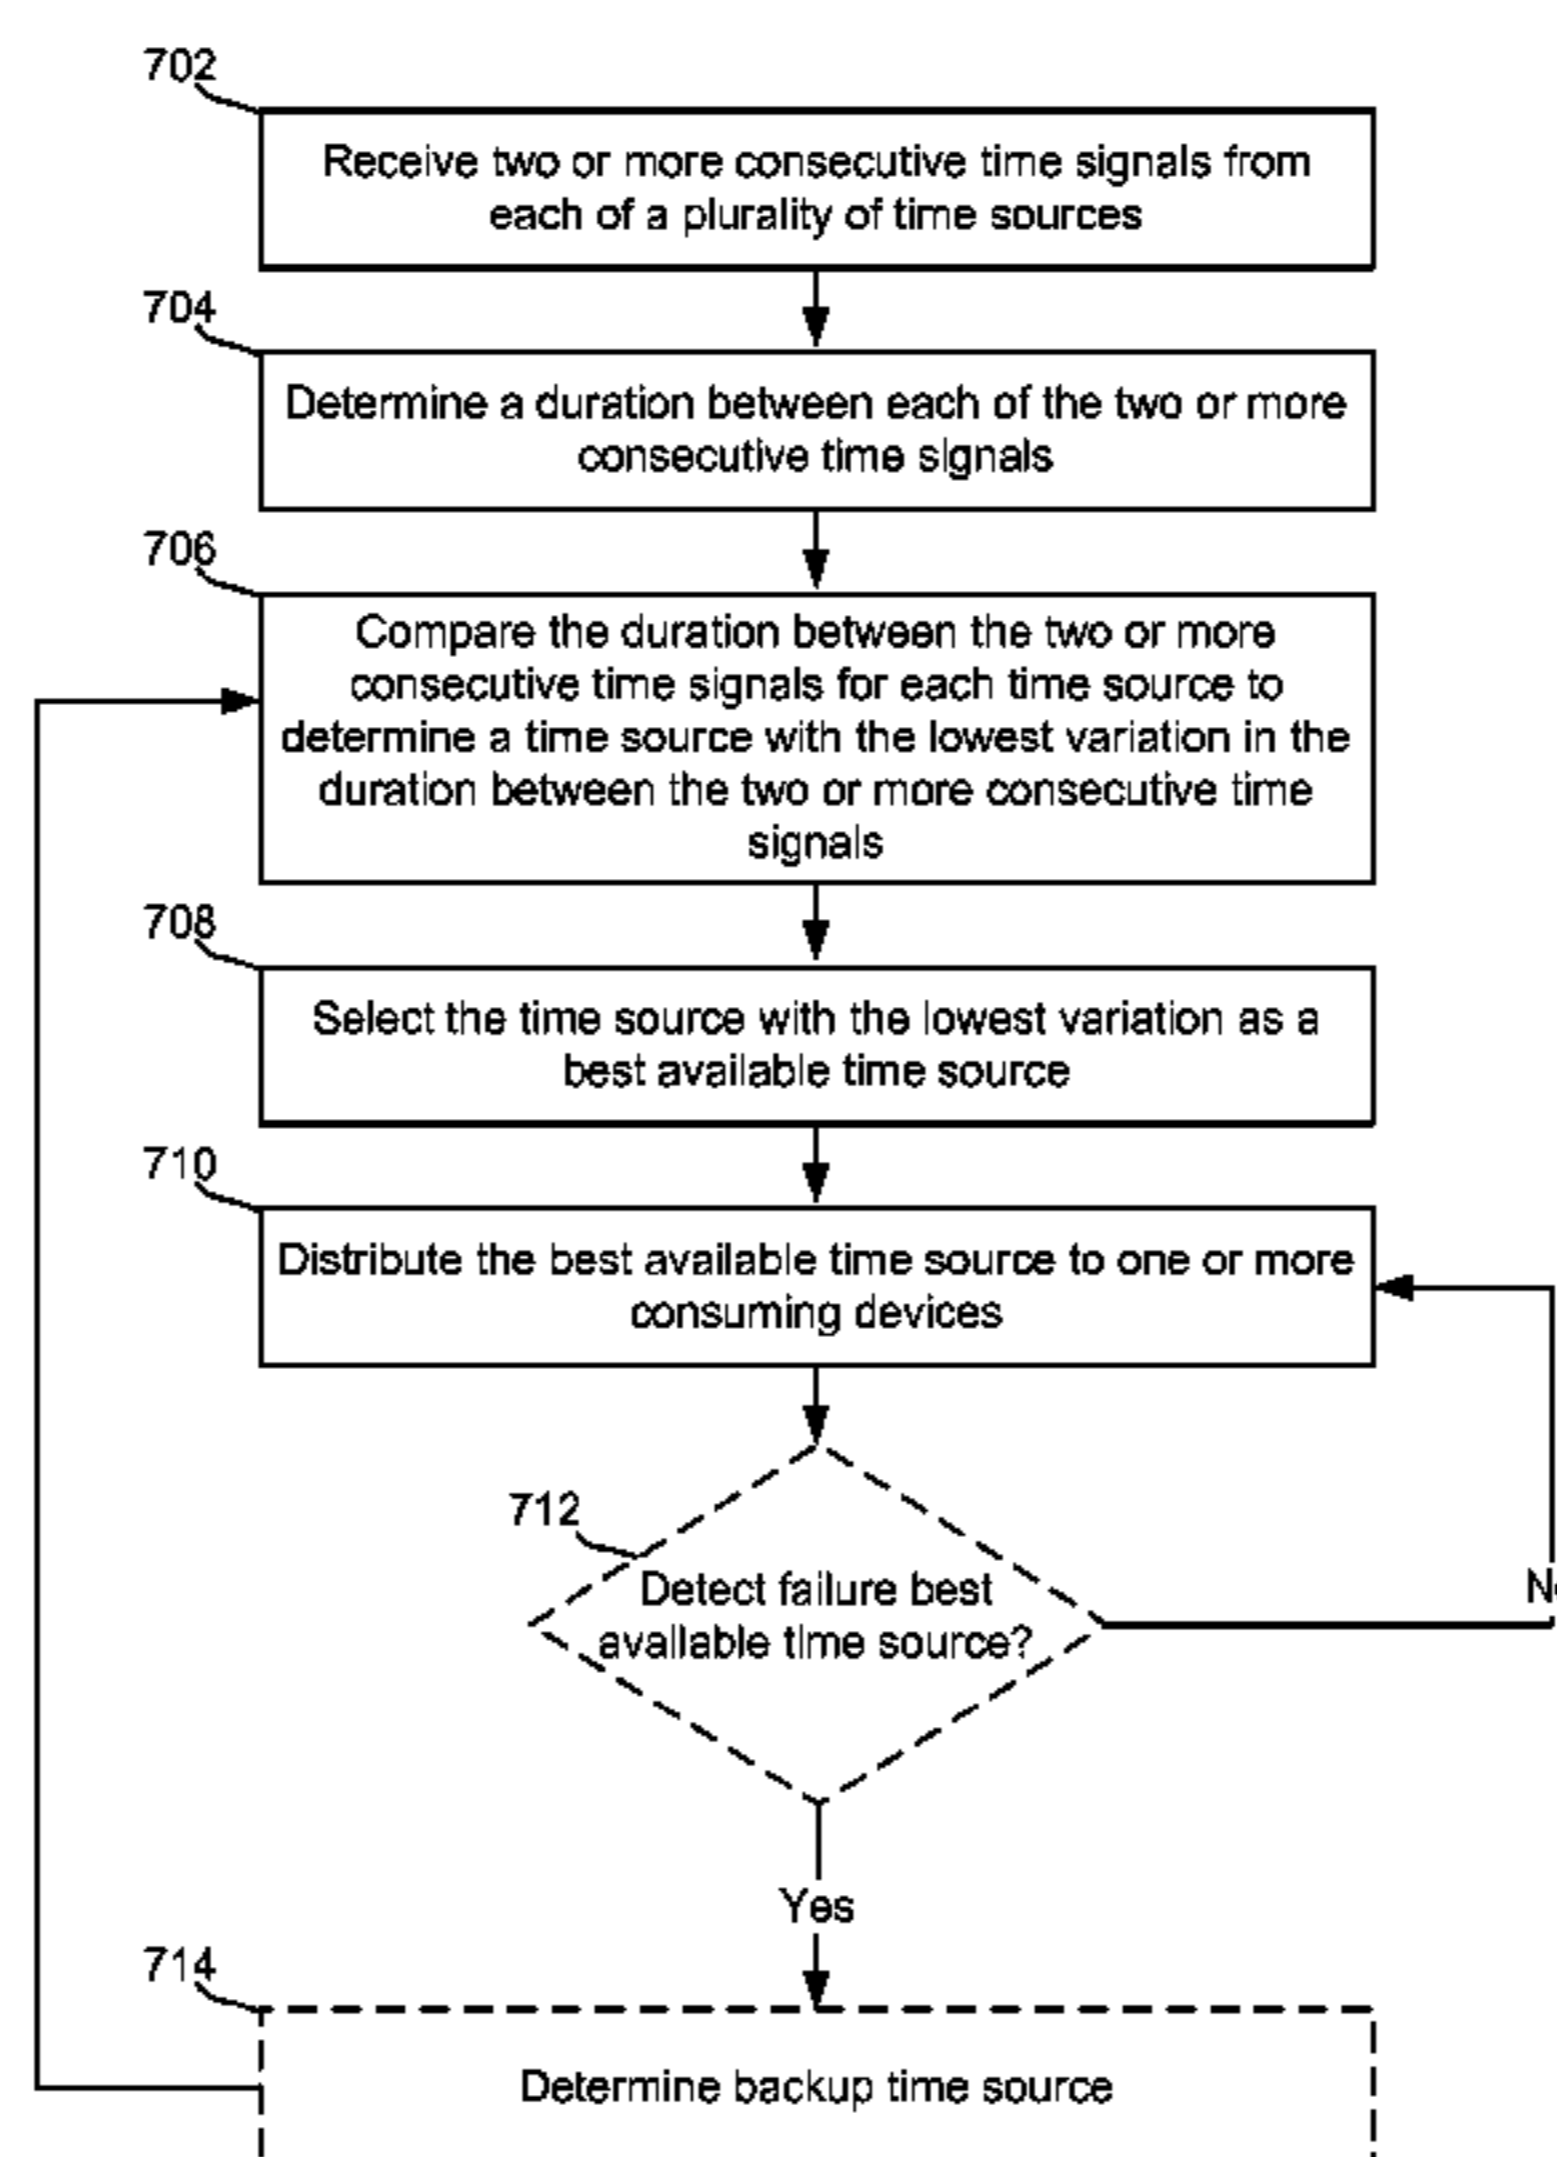 702
Receive two or more consecutive time signals from
each of a plurality of time sources
704
Determine a duration between each of the two or more
consecutive time signals
706
Compare the duration between the two or more
consecutive time signals for each time source to
determine a time source with the lowest variation in the
duration between the two or more consecutive time
signals
708
Select the time source with the lowest variation as a
best available time source
710
Distribute the best available time source to one or more
consuming devices
712
Detect failure best
available time source?
Yes
714
Determine backup time source